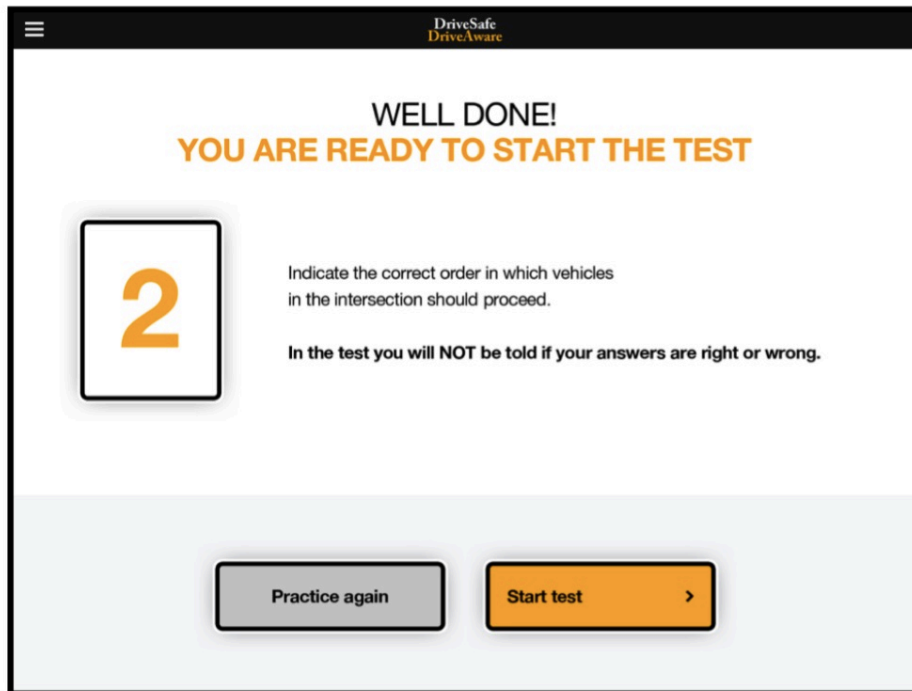 DriveSafe
DriveAware
WELL DONE!
YOU ARE READY TO START THE TEST
2
Indicate the correct order in which vehicles
in the intersection should proceed.
In the test you will NOT be told if your answers are right or wrong.
Practice again
Start test